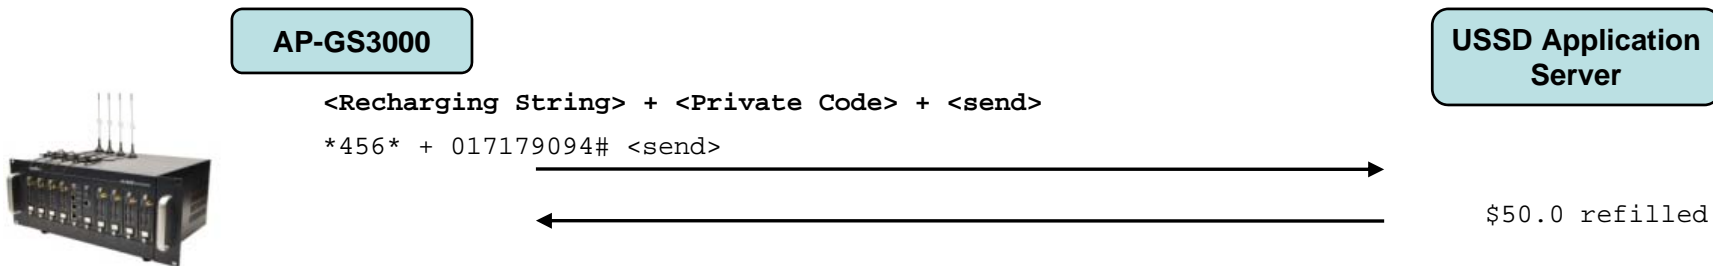 AP-GS3000
USSD Application
Server
<Recharging String> + <Private Code> + <send>
*456* + 017179094# <send>
$50.0 refilled